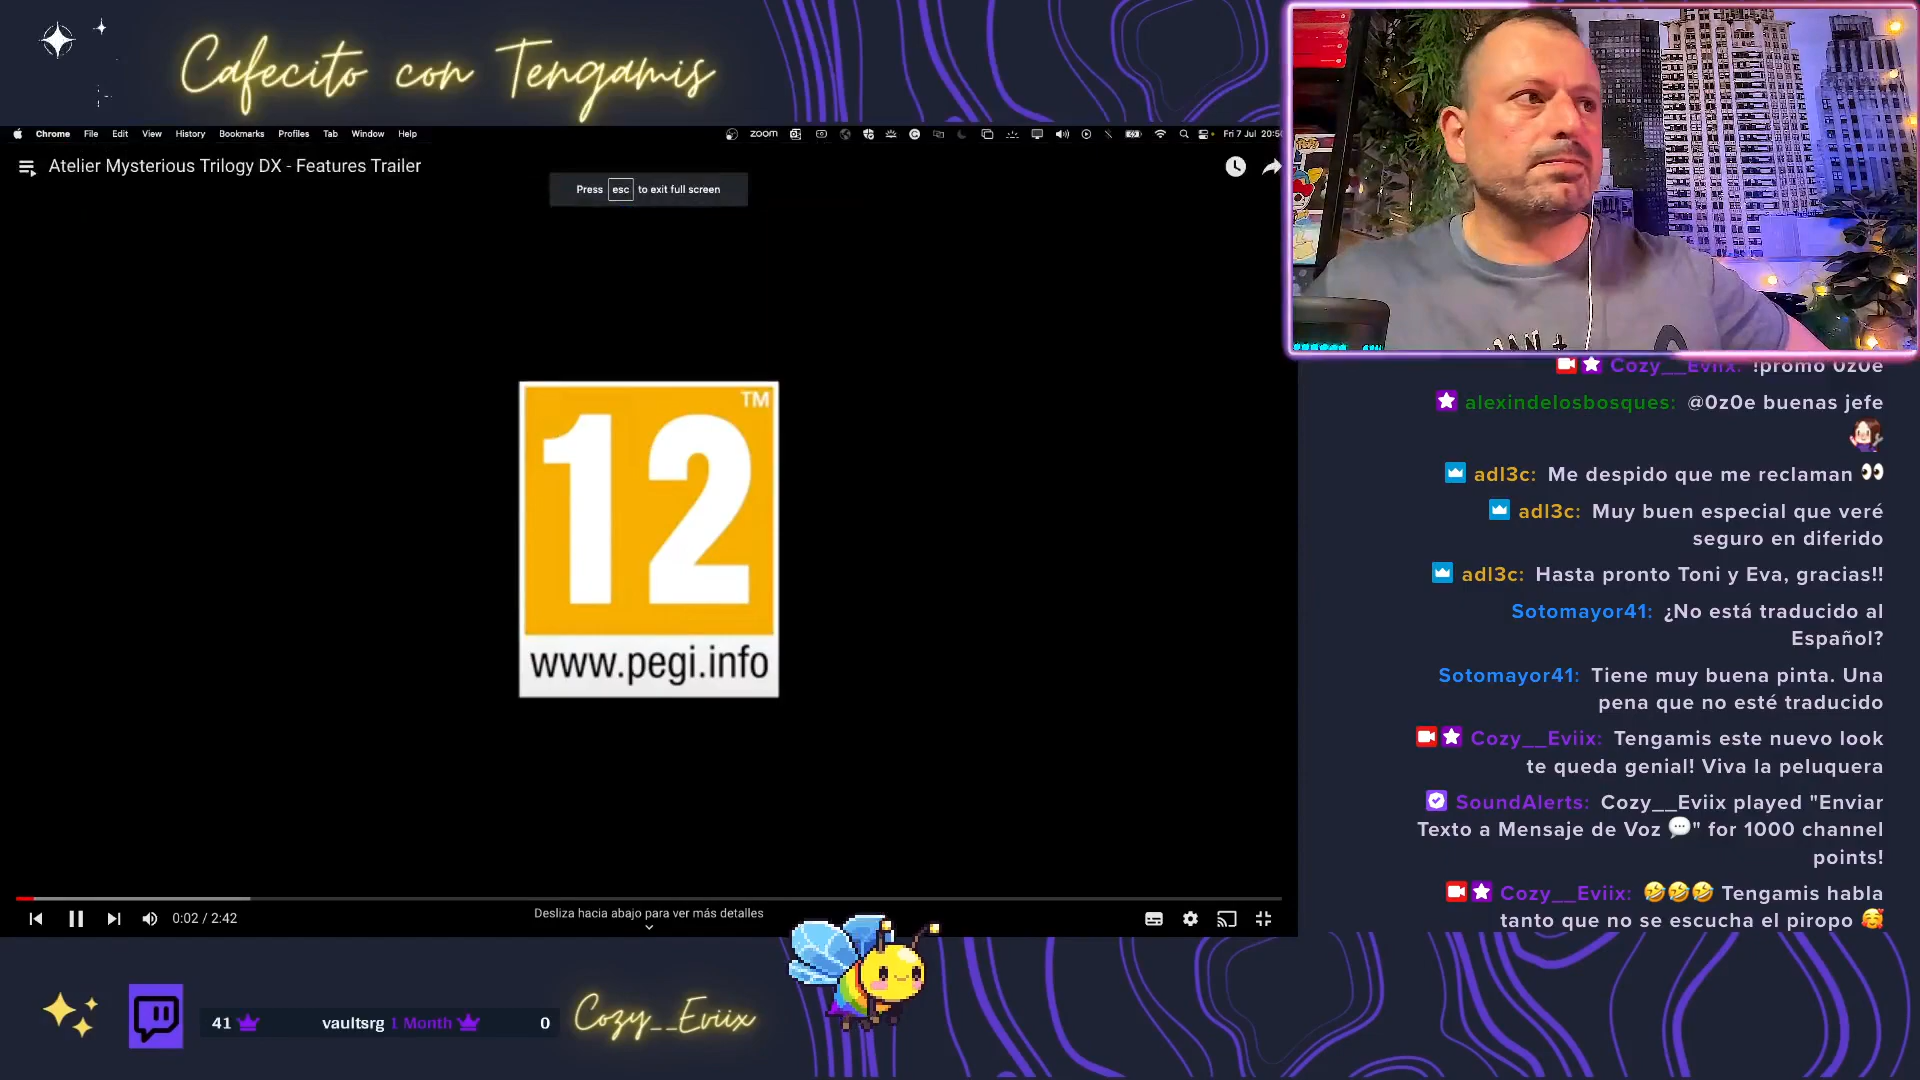 Cafecito con Tengamis
Chrome File Edit View History Bookmarks Profiles Tab Window Help zoom Fri 7 Jul 20:50
Atelier Mysterious Trilogy DX - Features Trailer
Press esc to exit full screen
12 TM
www.pegi.info
0:02 / 2:42
Desliza hacia abajo para ver más detalles
Cozy__Eviix: !promo 0z0e
alexindelosbosques: @0z0e buenas jefe
adl3c: Me despido que me reclaman 👀
adl3c: Muy buen especial que veré
seguro en diferido
adl3c: Hasta pronto Toni y Eva, gracias!!
Sotomayor41: ¿No está traducido al
Español?
Sotomayor41: Tiene muy buena pinta. Una
pena que no esté traducido
Cozy__Eviix: Tengamis este nuevo look
te queda genial! Viva la peluquera
SoundAlerts: Cozy__Eviix played "Enviar
Texto a Mensaje de Voz 💬" for 1000 channel
points!
Cozy__Eviix: 🤣🤣🤣 Tengamis habla
tanto que no se escucha el piropo 🥰
41 vaultsrg 1 Month 0
Cozy__Eviix